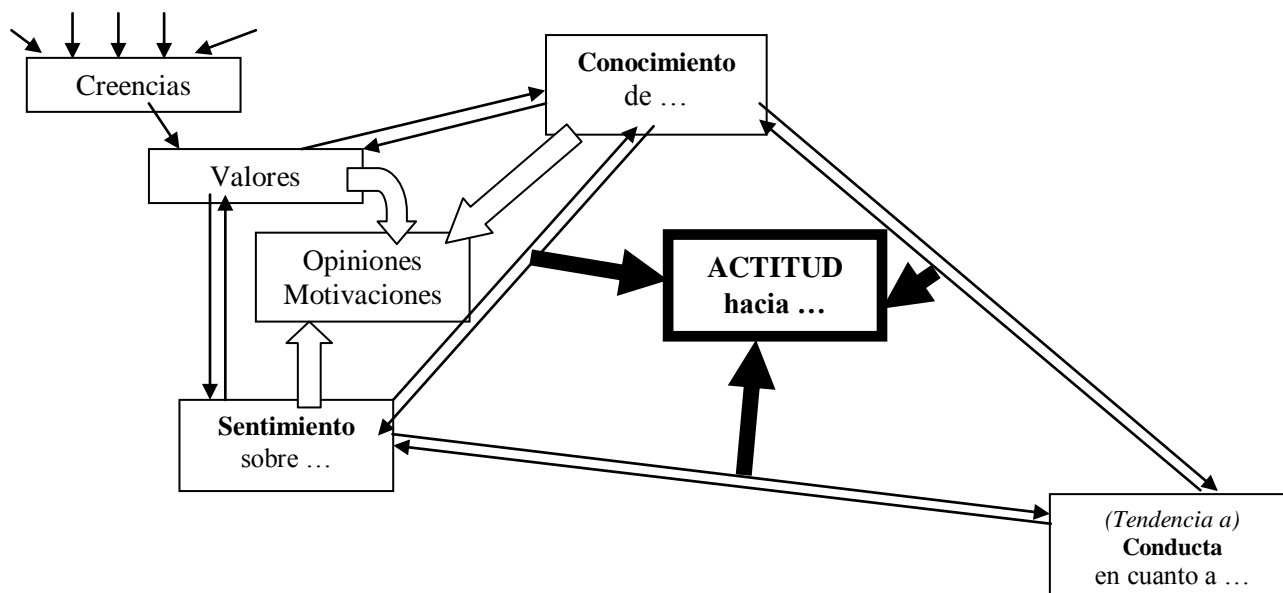 Creencias
Conocimiento
de …
Valores
Opiniones
Motivaciones
ACTITUD
hacia …
Sentimiento
sobre …
(Tendencia a)
Conducta
en cuanto a …